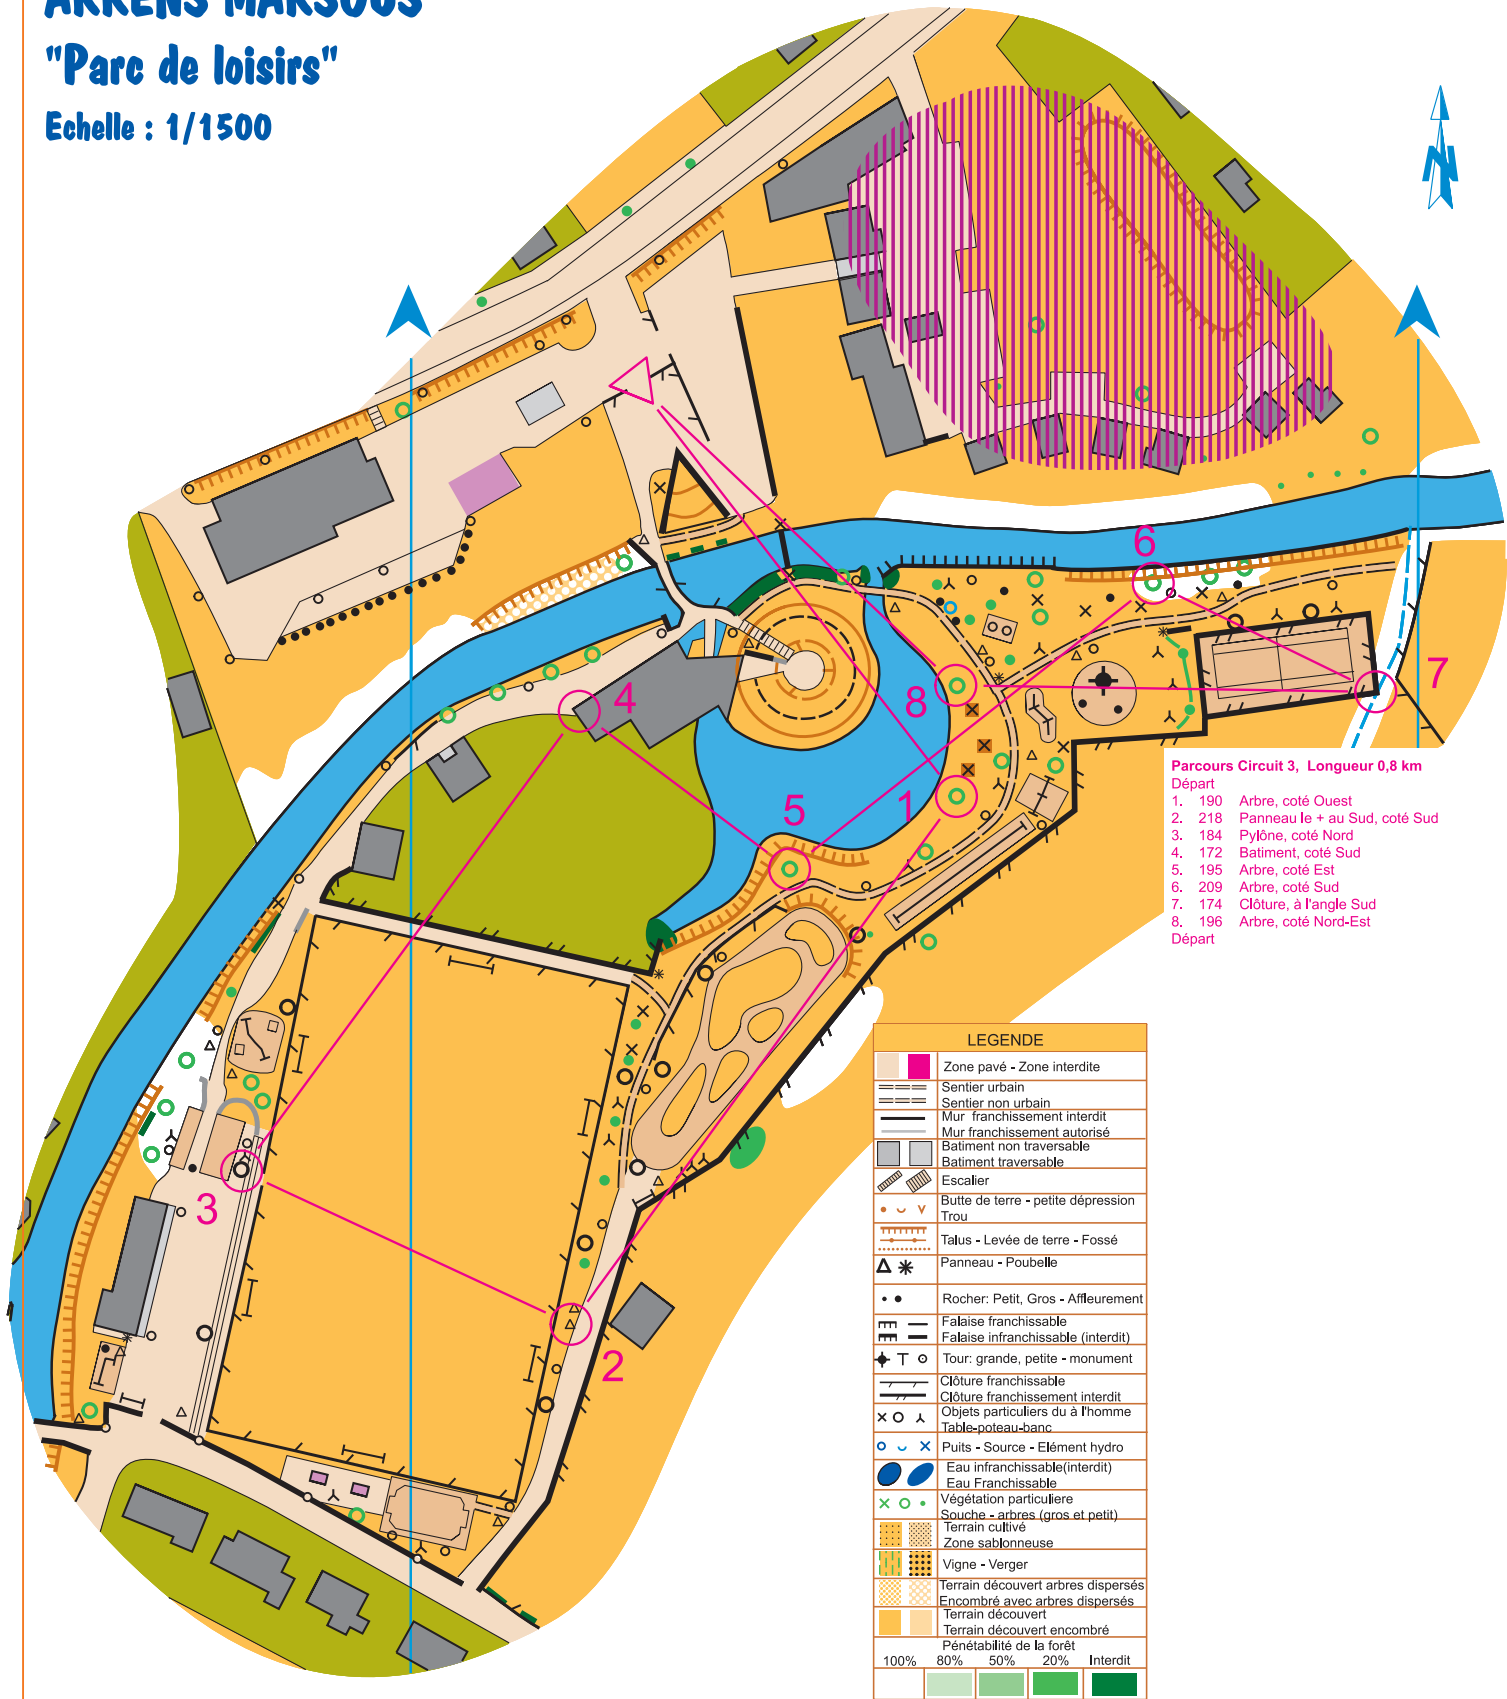 ARRENS MARSOUS
"Parc de loisirs"
Echelle : 1/1500
N
6
7
4
8
5
1
3
2
Parcours Circuit 3, Longueur 0,8 km
Départ
1. 190 Arbre, coté Ouest
2. 218 Panneau le + au Sud, coté Sud
3. 184 Pylône, coté Nord
4. 172 Batiment, coté Sud
5. 195 Arbre, coté Est
6. 209 Arbre, coté Sud
7. 174 Clôture, à l'angle Sud
8. 196 Arbre, coté Nord-Est
Départ
LEGENDE
Zone pavé - Zone interdite
Sentier urbain
Sentier non urbain
Mur franchissement interdit
Mur franchissement autorisé
Batiment non traversable
Batiment traversable
Escalier
Butte de terre - petite dépression
Trou
Talus - Levée de terre - Fossé
Panneau - Poubelle
Rocher: Petit, Gros - Affleurement
Falaise franchissable
Falaise infranchissable (interdit)
Tour: grande, petite - monument
Clôture franchissable
Clôture franchissement interdit
Objets particuliers du à l'homme
Table-poteau-banc
Puits - Source - Elément hydro
Eau infranchissable(interdit)
Eau Franchissable
Végétation particuliere
Souche - arbres (gros et petit)
Terrain cultivé
Zone sablonneuse
Vigne - Verger
Terrain découvert arbres dispersés
Encombré avec arbres dispersés
Terrain découvert
Terrain découvert encombré
Pénétabilité de la forêt
100% 80% 50% 20% Interdit